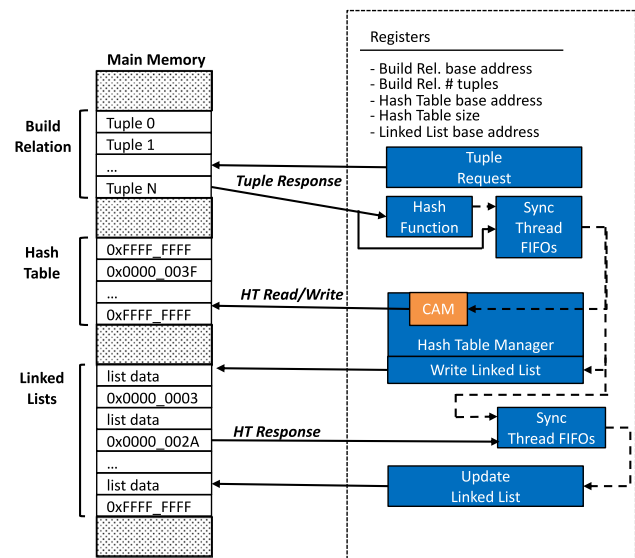 Main Memory
Build
Relation
Tuple 0
Tuple 1
...
Tuple N
Hash
Table
0xFFFF_FFFF
0x0000_003F
...
0xFFFF_FFFF
Linked
Lists
list data
0x0000_0003
list data
0x0000_002A
...
list data
0xFFFF_FFFF
Tuple Response
HT Read/Write
HT Response
Registers
- Build Rel. base address
- Build Rel. # tuples
- Hash Table base address
- Hash Table size
- Linked List base address
Tuple
Request
Hash
Function
Sync
Thread
FIFOs
CAM
Hash Table Manager
Write Linked List
Sync
Thread FIFOs
Update
Linked List